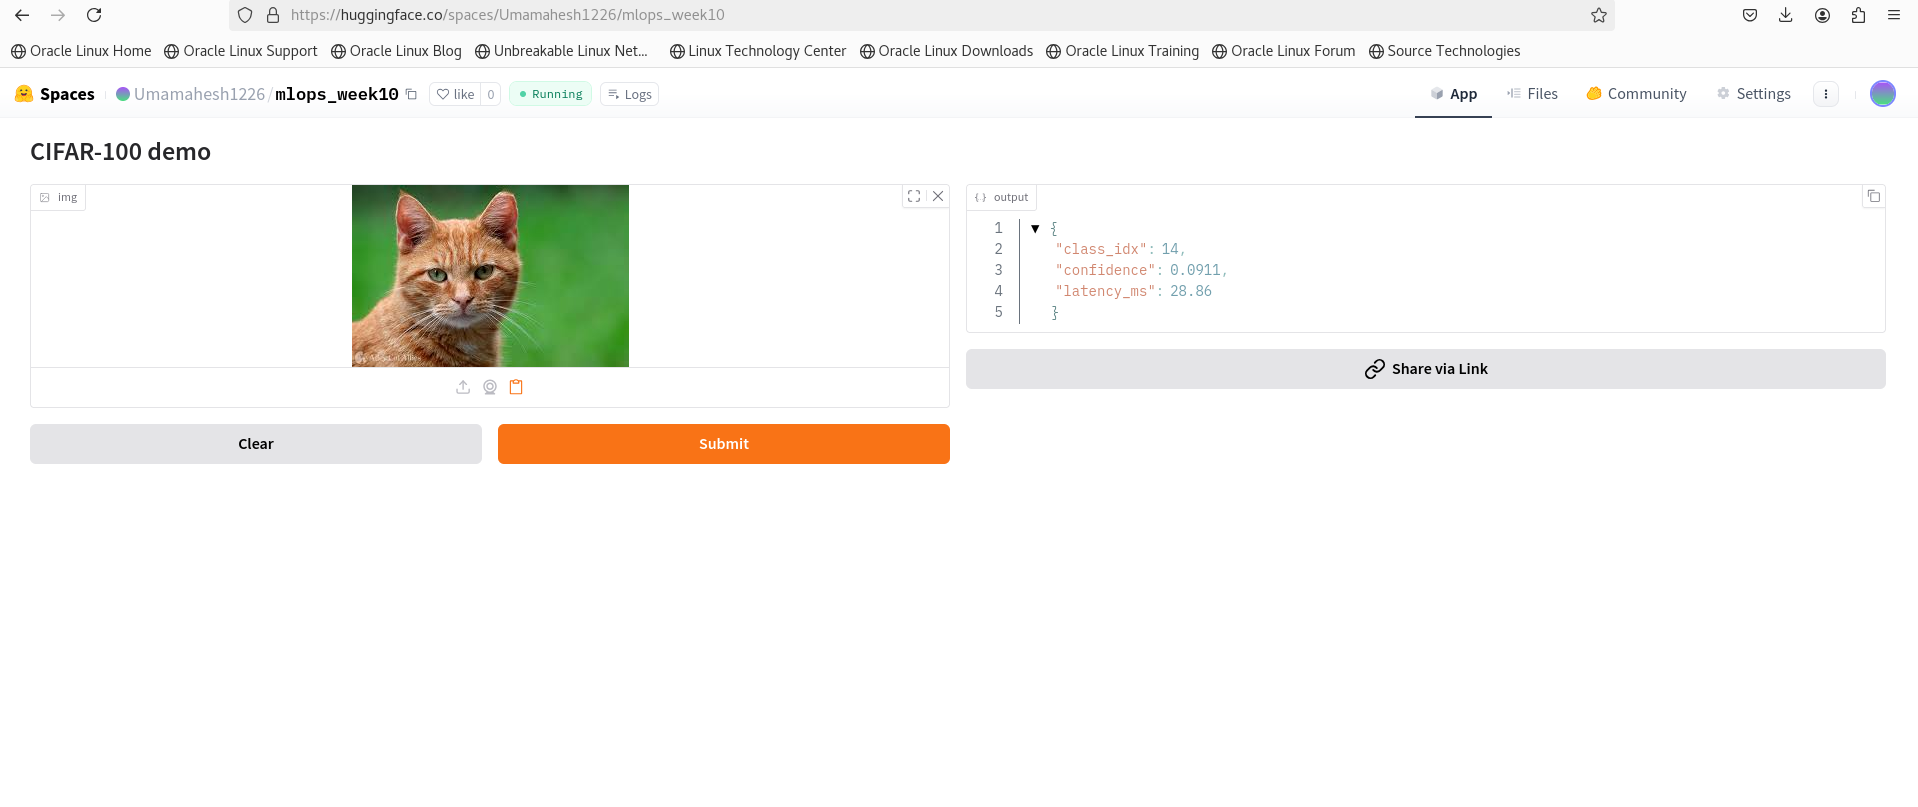 https://huggingface.co/spaces/Umamahesh1226/mlops_week10
Oracle Linux Home Oracle Linux Support Oracle Linux Blog Unbreakable Linux Net... Linux Technology Center Oracle Linux Downloads Oracle Linux Training Oracle Linux Forum Source Technologies
Spaces Umamahesh1226/mlops_week10 like 0 Running Logs App Files Community Settings
CIFAR-100 demo
img
output
1 {
2 "class_idx": 14,
3 "confidence": 0.0911,
4 "latency_ms": 28.86
5 }
Share via Link
Clear Submit